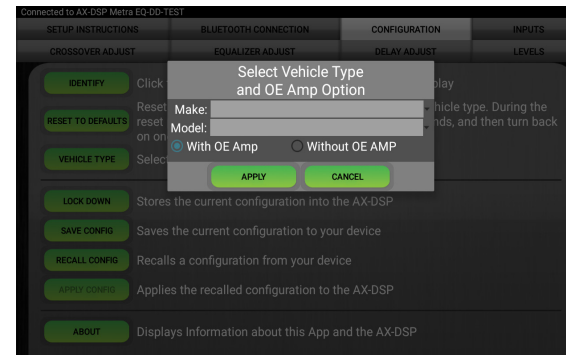 Connected to AX-DSP Metra EQ-DD-TEST
SETUP INSTRUCTIONS BLUETOOTH CONNECTION CONFIGURATION INPUTS
CROSSOVER ADJUST EQUALIZER ADJUST DELAY ADJUST LEVELS
Select Vehicle Type
and OE Amp Option
IDENTIFY Click play
Reset hicle type. During the
Make:
RESET TO DEFAULTS reset nds, and then turn back
Model:
on on
With OE Amp Without OE AMP
VEHICLE TYPE Select
APPLY CANCEL
LOCK DOWN Stores the current configuration into the AX-DSP
SAVE CONFIG Saves the current configuration to your device
RECALL CONFIG Recalls a configuration from your device
APPLY CONFIG Applies the recalled configuration to the AX-DSP
ABOUT Displays Information about this App and the AX-DSP